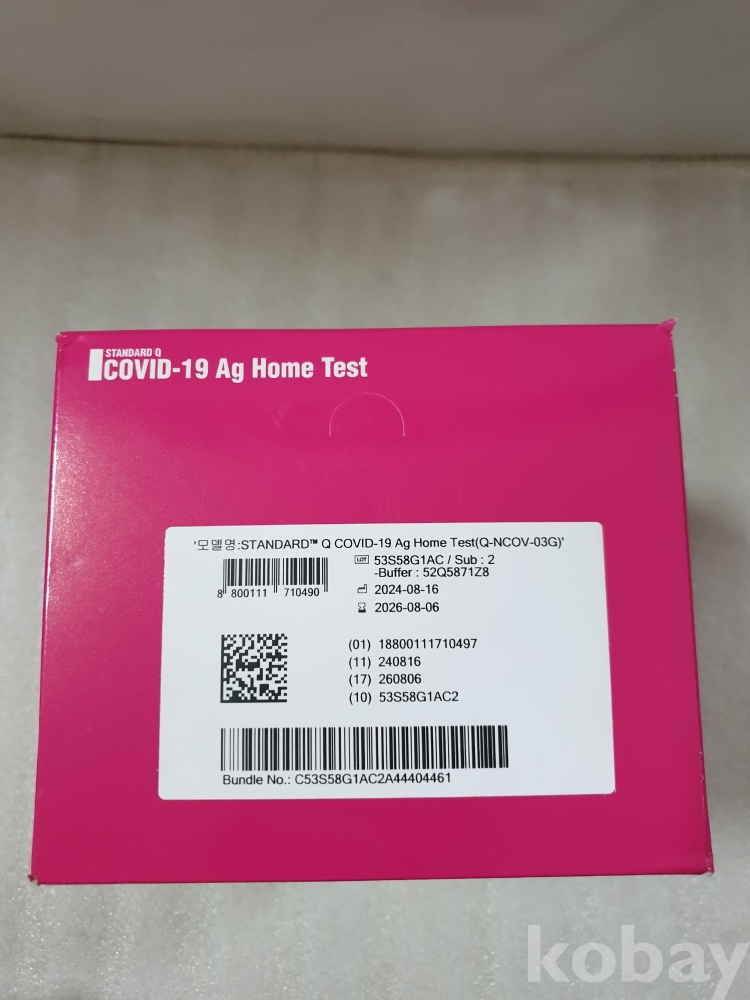 STANDARD Q
COVID-19 Ag Home Test
'모델명:STANDARD™ Q COVID-19 Ag Home Test(Q-NCOV-03G)'
LOT 53S58G1AC / Sub : 2
-Buffer : 52Q5871Z8
2024-08-16
2026-08-06
8 800111 710490
(01) 18800111710497
(11) 240816
(17) 260806
(10) 53S58G1AC2
Bundle No.: C53S58G1AC2A44404461
kobay